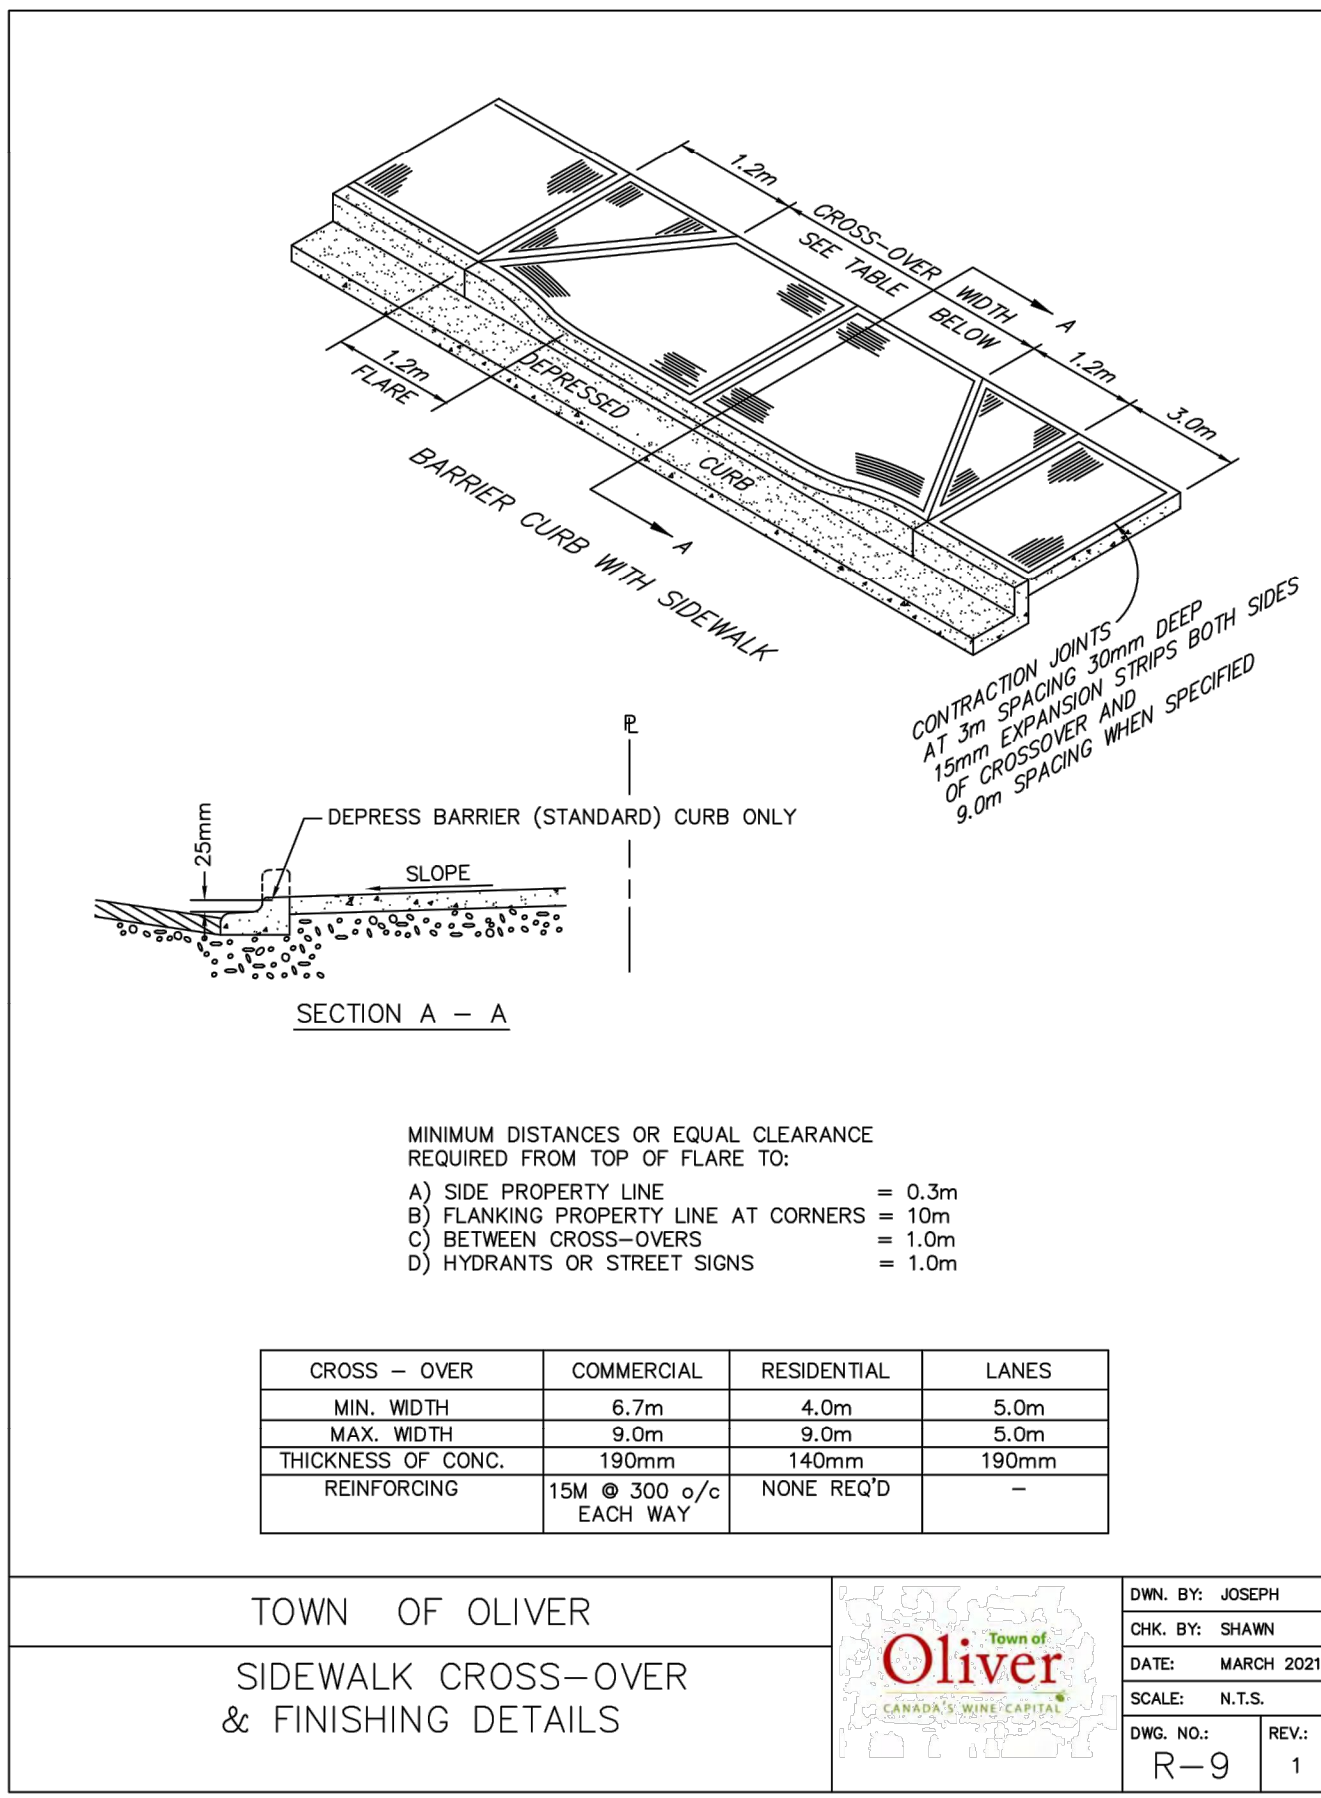 1.2m
CROSS-OVER WIDTH
SEE TABLE BELOW
A
1.2m
3.0m
1.2m
FLARE
DEPRESSED CURB
A
BARRIER CURB WITH SIDEWALK
CONTRACTION JOINTS
AT 3m SPACING 30mm DEEP
15mm EXPANSION STRIPS BOTH SIDES
OF CROSSOVER AND
9.0m SPACING WHEN SPECIFIED
PL
25mm
DEPRESS BARRIER (STANDARD) CURB ONLY
SLOPE
SECTION A - A
MINIMUM DISTANCES OR EQUAL CLEARANCE
REQUIRED FROM TOP OF FLARE TO:
A) SIDE PROPERTY LINE = 0.3m
B) FLANKING PROPERTY LINE AT CORNERS = 10m
C) BETWEEN CROSS-OVERS = 1.0m
D) HYDRANTS OR STREET SIGNS = 1.0m
CROSS - OVER COMMERCIAL RESIDENTIAL LANES
MIN. WIDTH 6.7m 4.0m 5.0m
MAX. WIDTH 9.0m 9.0m 5.0m
THICKNESS OF CONC. 190mm 140mm 190mm
REINFORCING 15M @ 300 o/c NONE REQ'D -
EACH WAY
TOWN OF OLIVER
SIDEWALK CROSS-OVER
& FINISHING DETAILS
Town of
Oliver
CANADA'S WINE CAPITAL
DWN. BY: JOSEPH
CHK. BY: SHAWN
DATE: MARCH 2021
SCALE: N.T.S.
DWG. NO.: REV.:
R-9 1